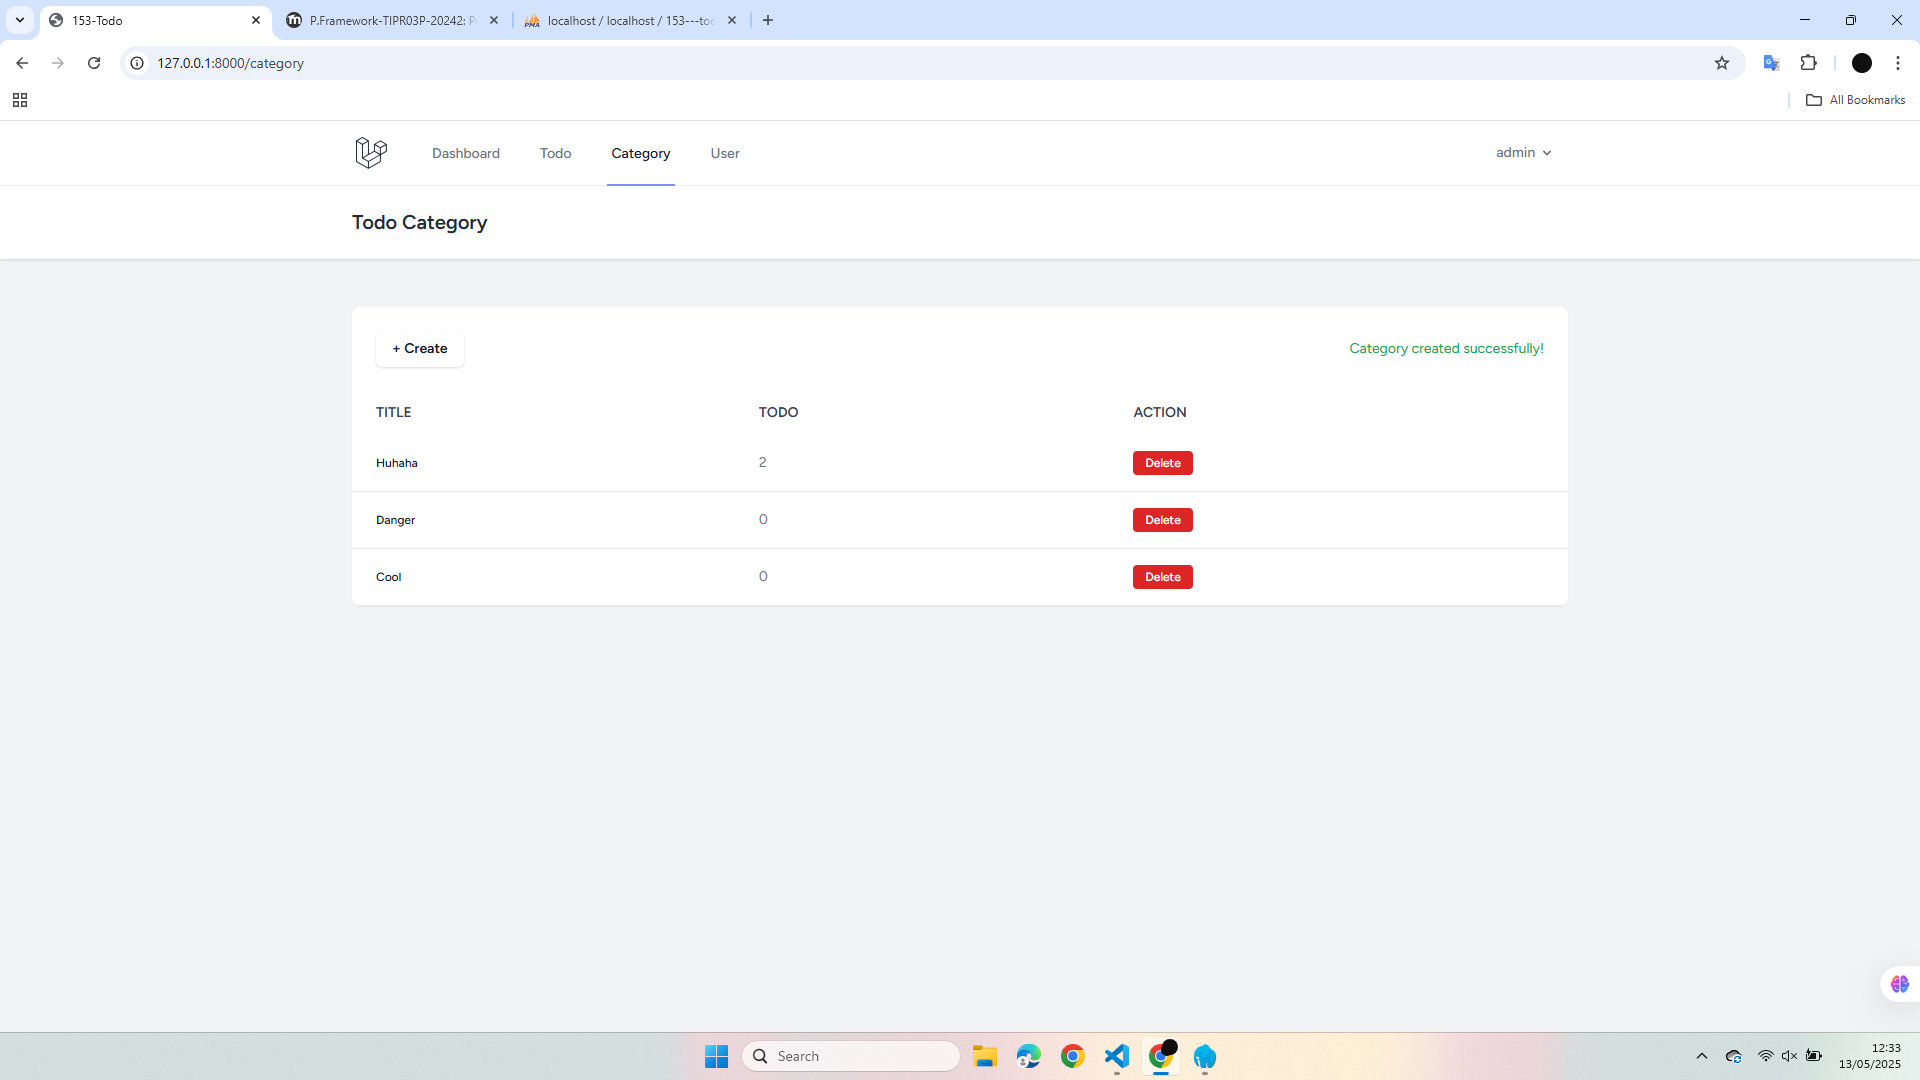 153-Todo
P.Framework-TIPR03P-20242: P
localhost / localhost / 153---to
127.0.0.1:8000/category
All Bookmarks
Dashboard Todo Category User admin
Todo Category
+ Create Category created successfully!
TITLE TODO ACTION
Huhaha 2 Delete
Danger 0 Delete
Cool 0 Delete
Search
12:33
13/05/2025